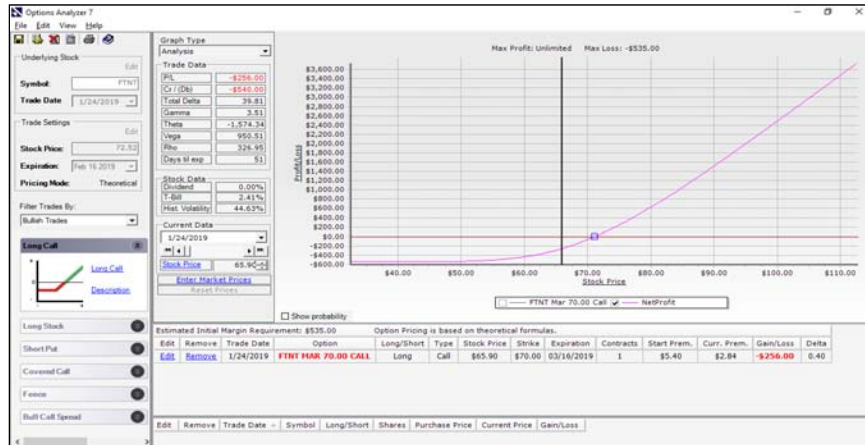 Options Analyzer 7
File Edit View Help
Underlying Stock
Edit
Symbol: FTNT
Trade Date 1/24/2019
Trade Settings
Edit
Stock Price: 72.52
Expiration: Feb 16 2019
Pricing Mode: Theoretical
Filter Trades By:
Bullish Trades
Long Call
Long Call
Description
Long Stock
Short Put
Covered Call
Fence
Bull Call Spread
Graph Type
Analysis
Trade Data
P/L -$256.00
Cr / (Db) -$540.00
Total Delta 39.81
Gamma 3.51
Theta -1,574.34
Vega 950.51
Rho 326.95
Days til exp 51
Stock Data
Dividend 0.00%
T-Bill 2.41%
Hist. Volatility 44.63%
Current Data
1/24/2019
Stock Price 65.90
Enter Market Prices
Reset Prices
Show probability
Max Profit: Unlimited Max Loss: -$535.00
Profit/Loss
$3,600.00
$3,400.00
$3,200.00
$3,000.00
$2,800.00
$2,600.00
$2,400.00
$2,200.00
$2,000.00
$1,800.00
$1,600.00
$1,400.00
$1,200.00
$1,000.00
$800.00
$600.00
$400.00
$200.00
$0.00
-$200.00
-$400.00
-$600.00
$40.00 $50.00 $60.00 $70.00 $80.00 $90.00 $100.00 $110.00
Stock Price
FTNT Mar 70.00 Call NetProfit
Estimated Initial Margin Requirement: $535.00 Option Pricing is based on theoretical formulas.
Edit Remove Trade Date Option Long/Short Type Stock Price Strike Expiration Contracts Start Prem. Curr. Prem. Gain/Loss Delta
Edit Remove 1/24/2019 FTNT MAR 70.00 CALL Long Call $65.90 $70.00 03/16/2019 1 $5.40 $2.84 -$256.00 0.40
Edit Remove Trade Date Symbol Long/Short Shares Purchase Price Current Price Gain/Loss